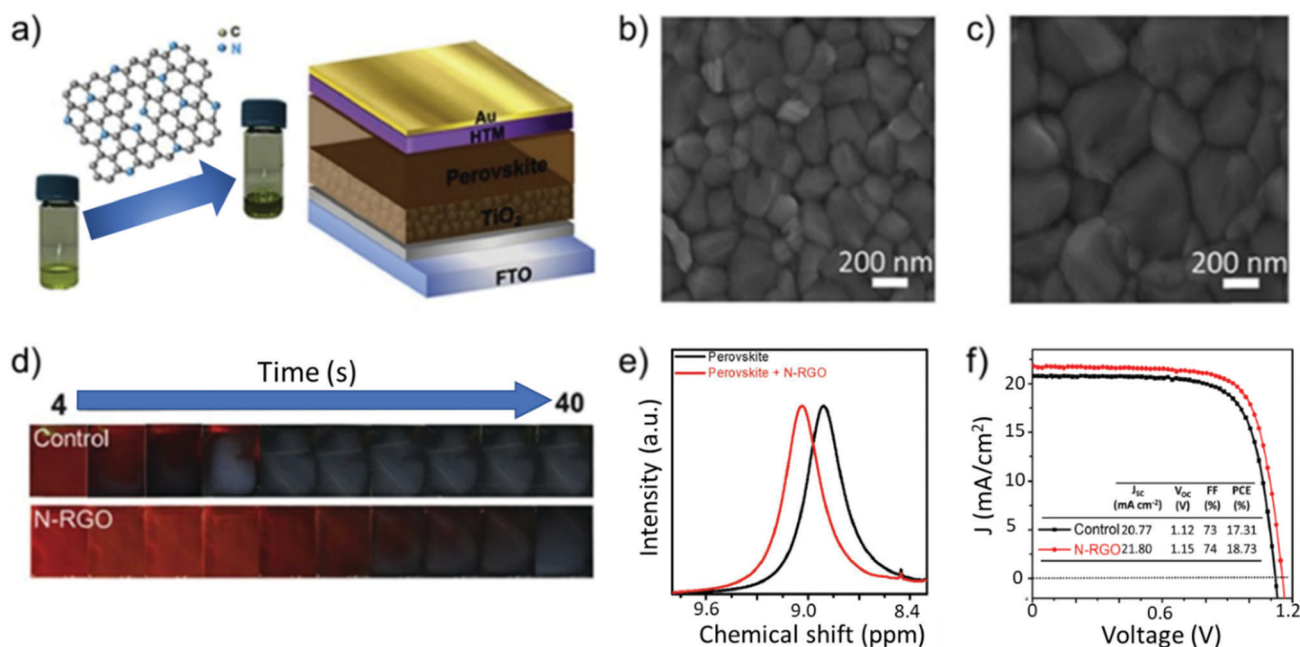 a)
C
N
Au
HTM
Perovskite
TiO₂
FTO
b)
200 nm
c)
200 nm
d)
Time (s)
4
40
Control
N-RGO
e)
Perovskite
Perovskite + N-RGO
Intensity (a.u.)
9.6 9.0 8.4
Chemical shift (ppm)
f)
20
15
10
5
0
J (mA/cm²)
J_SC V_OC FF PCE
(mA cm⁻²) (V) (%) (%)
Control 20.77 1.12 73 17.31
N-RGO 21.80 1.15 74 18.73
0 0.6 1.2
Voltage (V)